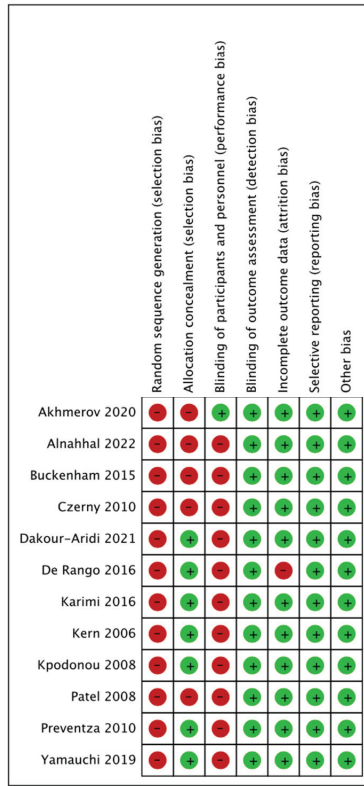 Random sequence generation (selection bias)
Allocation concealment (selection bias)
Blinding of participants and personnel (performance bias)
Blinding of outcome assessment (detection bias)
Incomplete outcome data (attrition bias)
Selective reporting (reporting bias)
Other bias
Akhmerov 2020 - - + + + + +
Alnahhal 2022 - - - + + + +
Buckenham 2015 - - - + + + +
Czerny 2010 - - - + + + +
Dakour-Aridi 2021 - + - + + + +
De Rango 2016 - + - + - + +
Karimi 2016 - + - + + + +
Kern 2006 - + - + + + +
Kpodonou 2008 - + - + + + +
Patel 2008 - - - + + + +
Preventza 2010 - + - + + + +
Yamauchi 2019 - + - + + + +